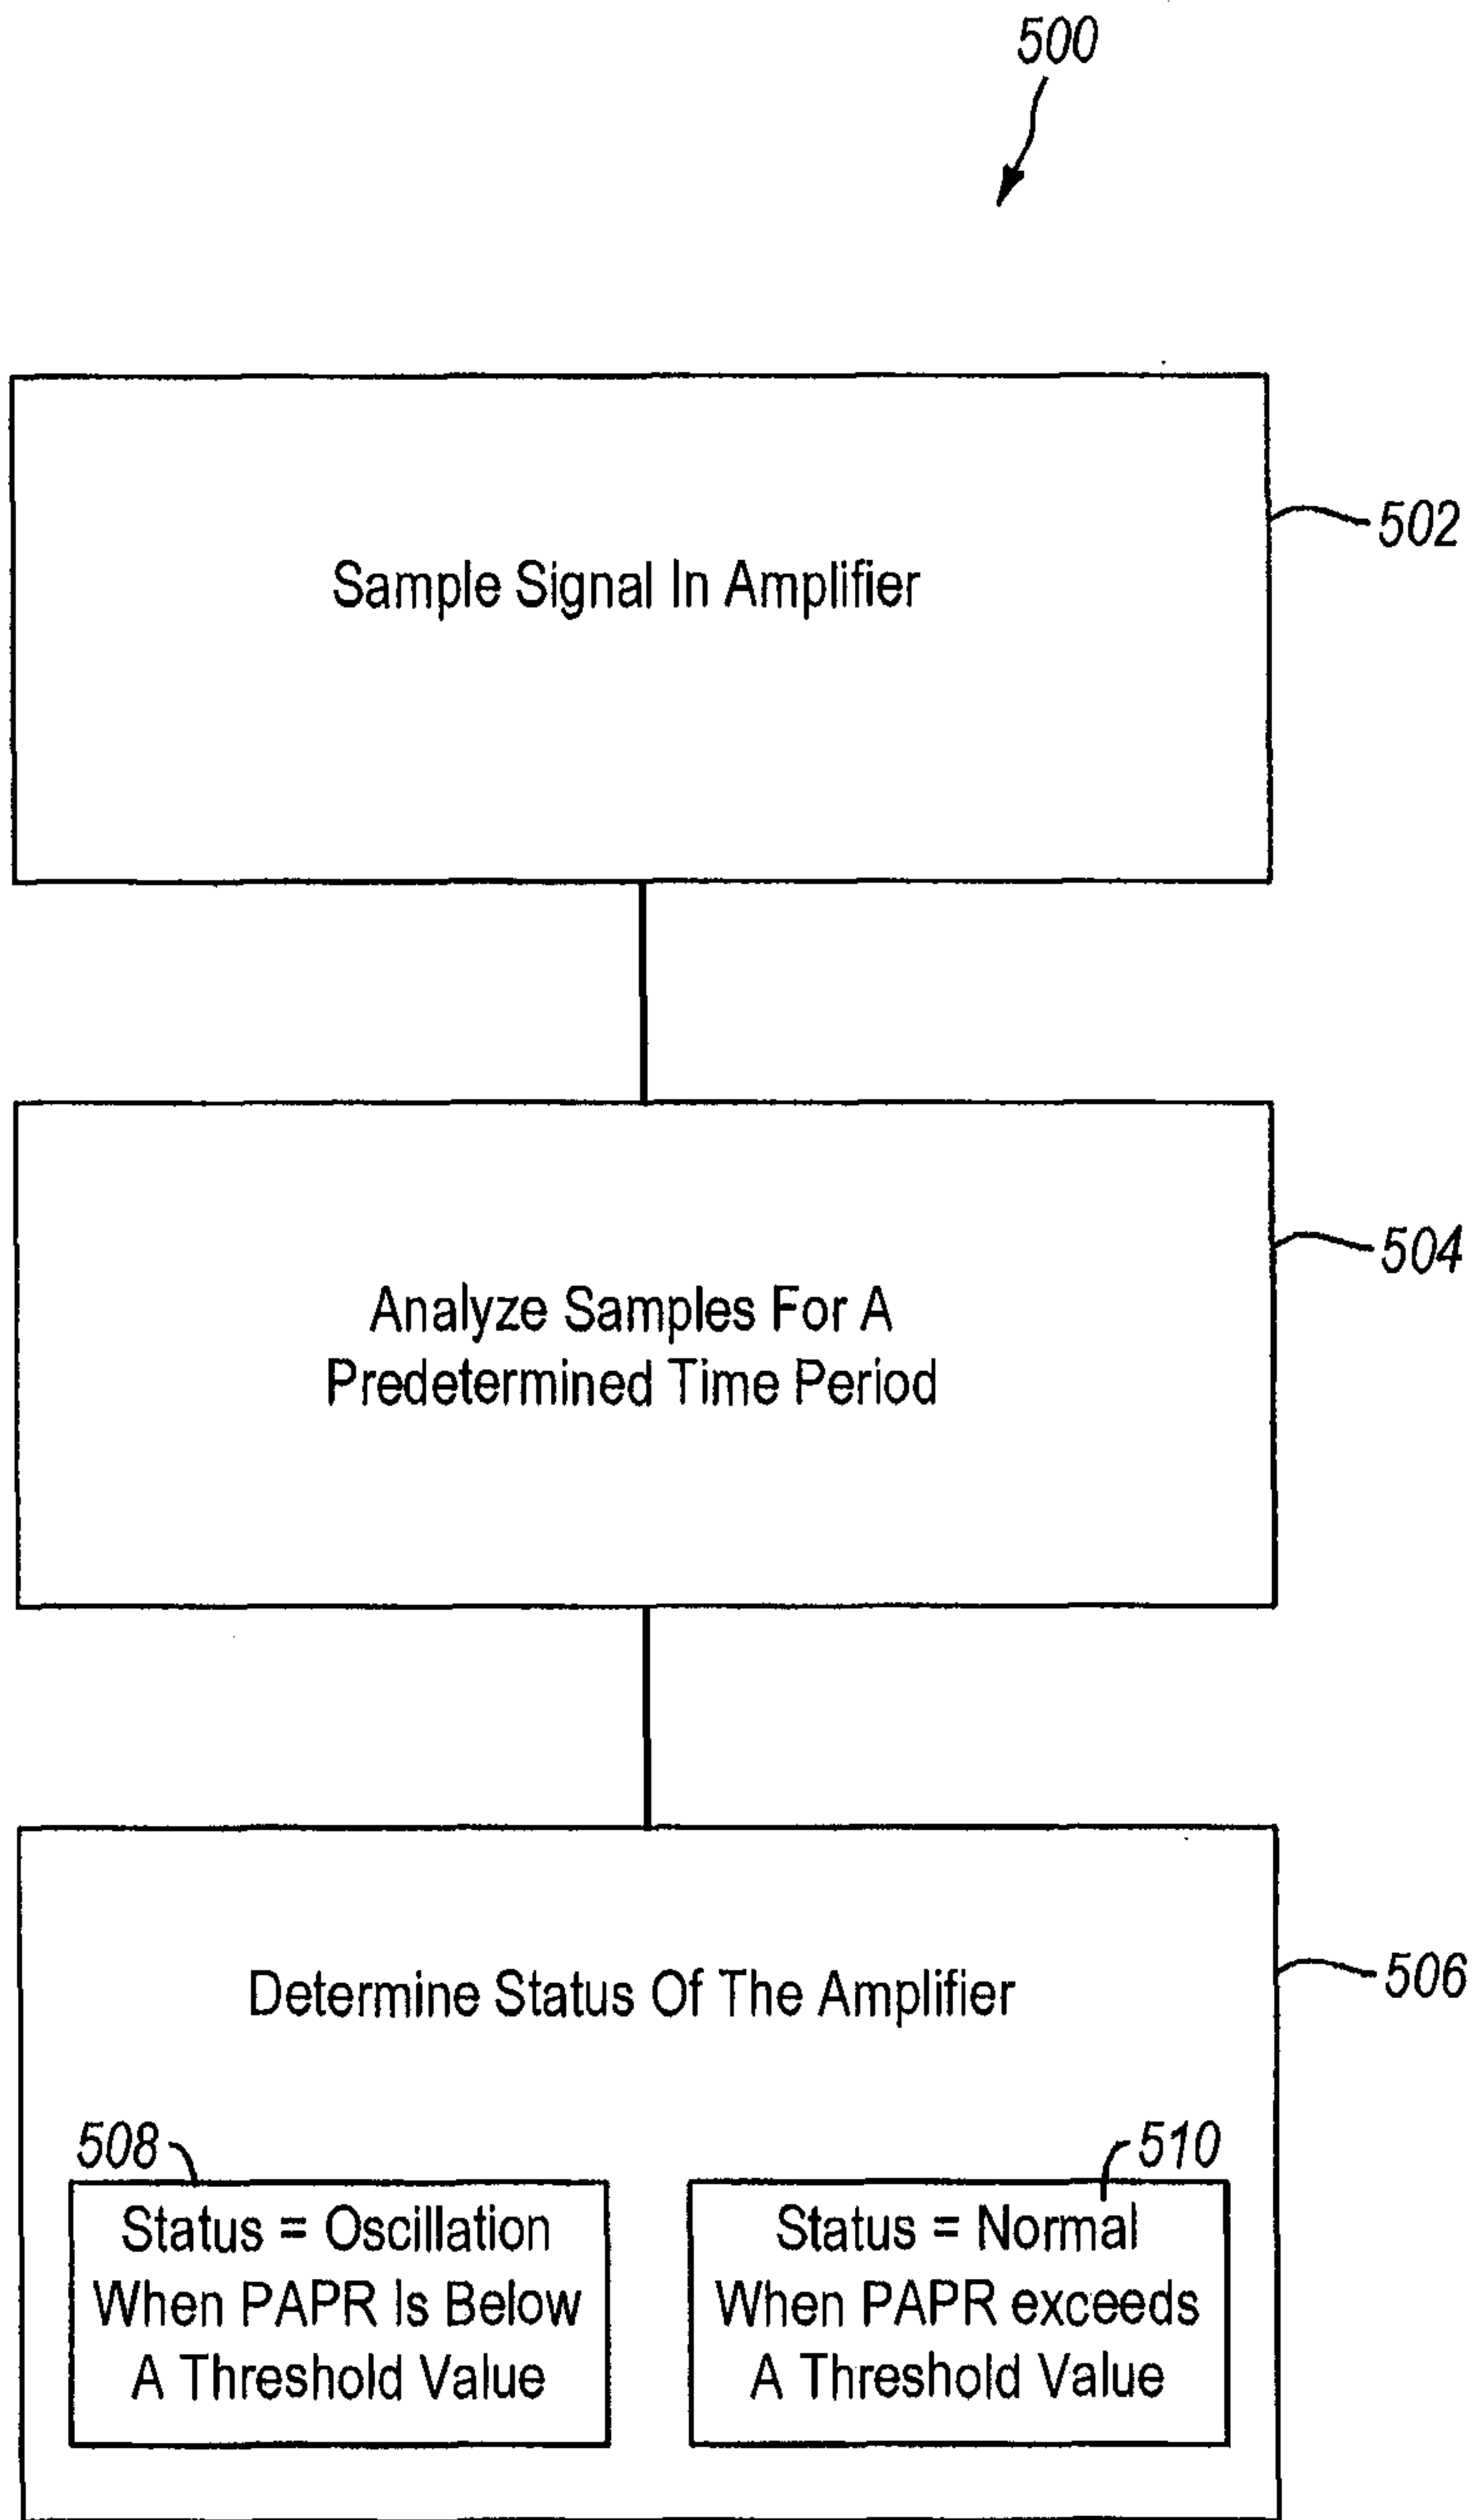 500
Sample Signal In Amplifier
502
Analyze Samples For A
Predetermined Time Period
504
Determine Status Of The Amplifier
506
508
Status = Oscillation
When PAPR Is Below
A Threshold Value
510
Status = Normal
When PAPR exceeds
A Threshold Value